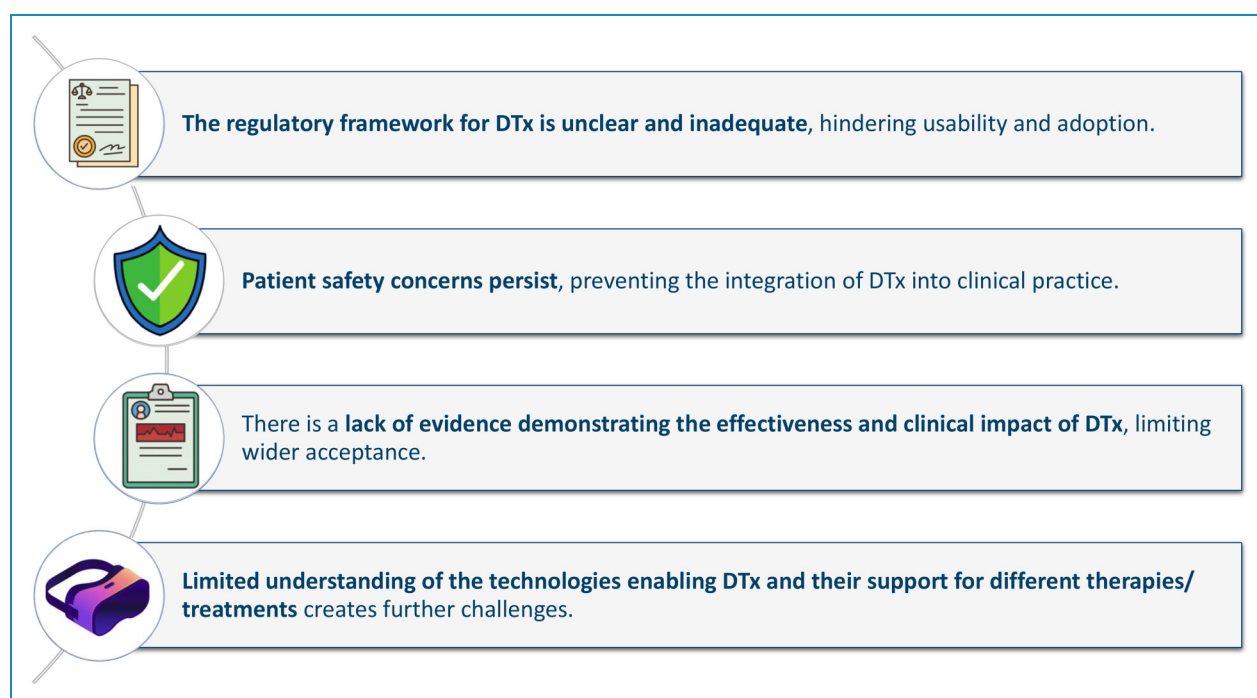 The regulatory framework for DTx is unclear and inadequate, hindering usability and adoption.
Patient safety concerns persist, preventing the integration of DTx into clinical practice.
There is a lack of evidence demonstrating the effectiveness and clinical impact of DTx, limiting
wider acceptance.
Limited understanding of the technologies enabling DTx and their support for different therapies/
treatments creates further challenges.